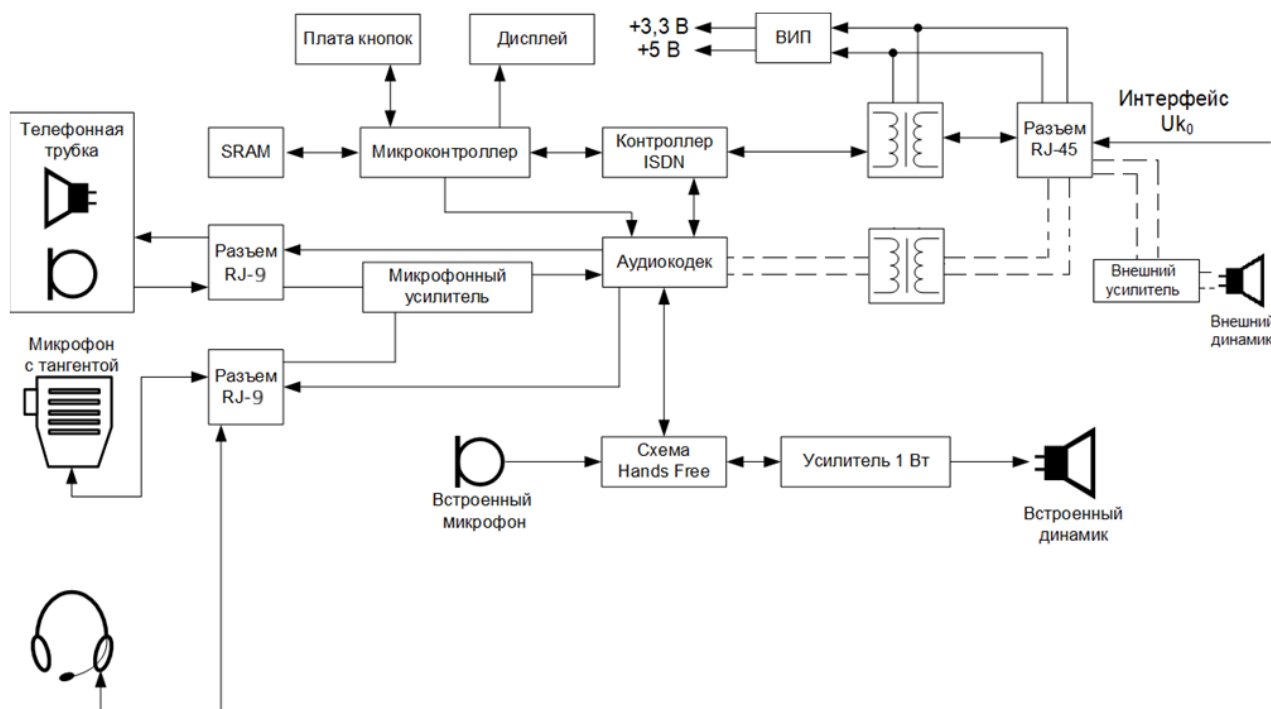 Плата кнопок
Дисплей
+3,3 В
+5 В
ВИП
Интерфейс
Uk₀
Телефонная
трубка
SRAM
Микроконтроллер
Контроллер
ISDN
Разъем
RJ-45
Разъем
RJ-9
Микрофонный
усилитель
Аудиокодек
Внешний
усилитель
Внешний
динамик
Микрофон
с тангентой
Разъем
RJ-9
Схема
Hands Free
Усилитель 1 Вт
Встроенный
микрофон
Встроенный
динамик